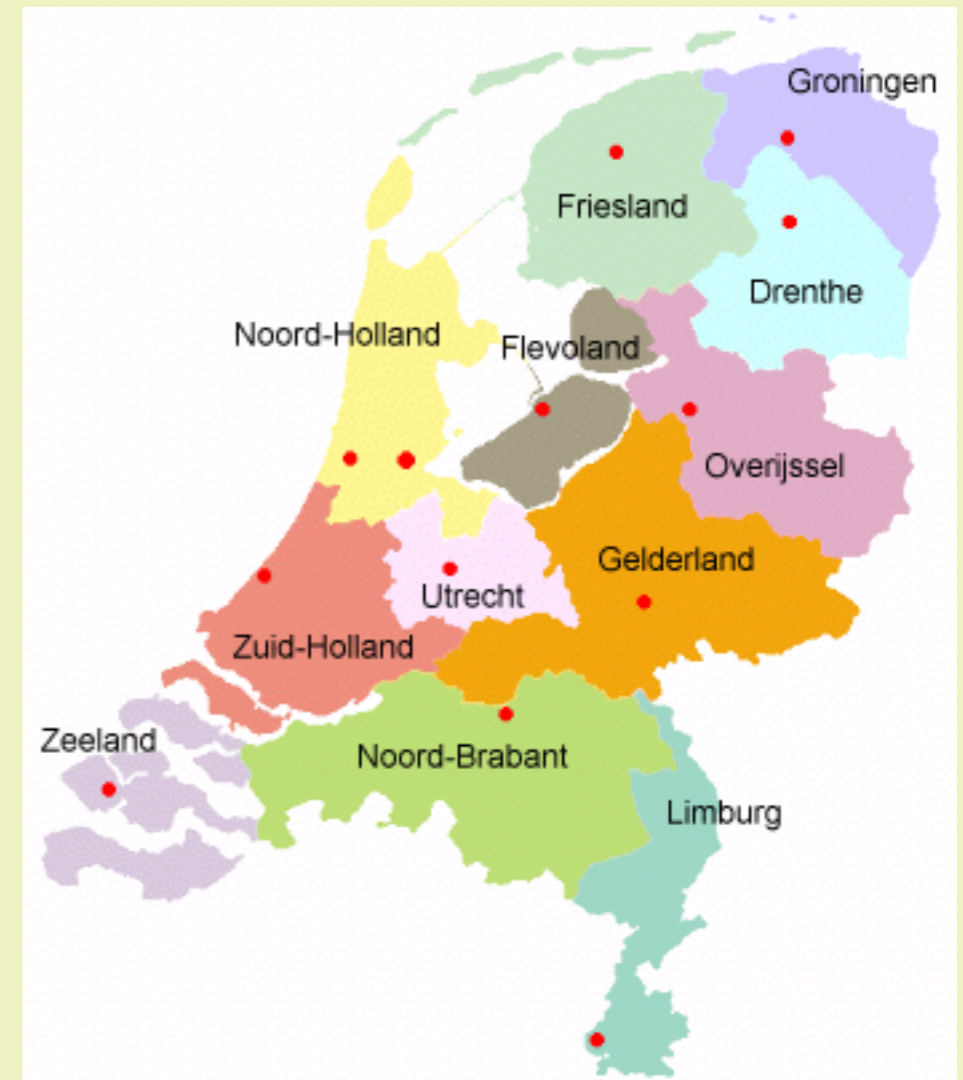 Groningen
Friesland
Drenthe
Noord-Holland
Flevoland
Overijssel
Gelderland
Utrecht
Zuid-Holland
Zeeland
Noord-Brabant
Limburg